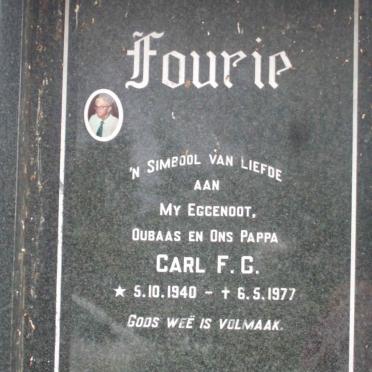 Fourie
'N SIMBOOL VAN LIEFDE
AAN
MY EGGENOOT,
OUBAAS EN ONS PAPPA
CARL F. G.
★ 5.10.1940 – ✝ 6.5.1977
GODS WEË IS VOLMAAK.